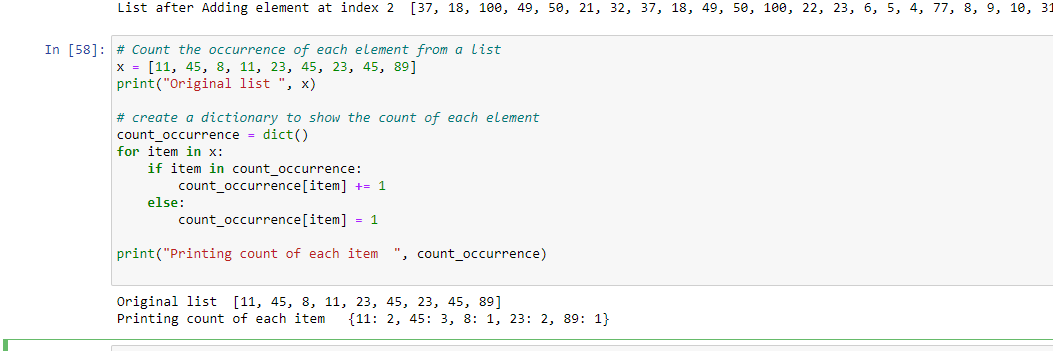 List after Adding element at index 2  [37, 18, 100, 49, 50, 21, 32, 37, 18, 49, 50, 100, 22, 23, 6, 5, 4, 77, 8, 9, 10, 31
In [58]: # Count the occurrence of each element from a list
x = [11, 45, 8, 11, 23, 45, 23, 45, 89]
print("Original list ", x)
# create a dictionary to show the count of each element
count_occurrence = dict()
for item in x:
    if item in count_occurrence:
        count_occurrence[item] += 1
    else:
        count_occurrence[item] = 1
print("Printing count of each item  ", count_occurrence)
Original list  [11, 45, 8, 11, 23, 45, 23, 45, 89]
Printing count of each item   {11: 2, 45: 3, 8: 1, 23: 2, 89: 1}